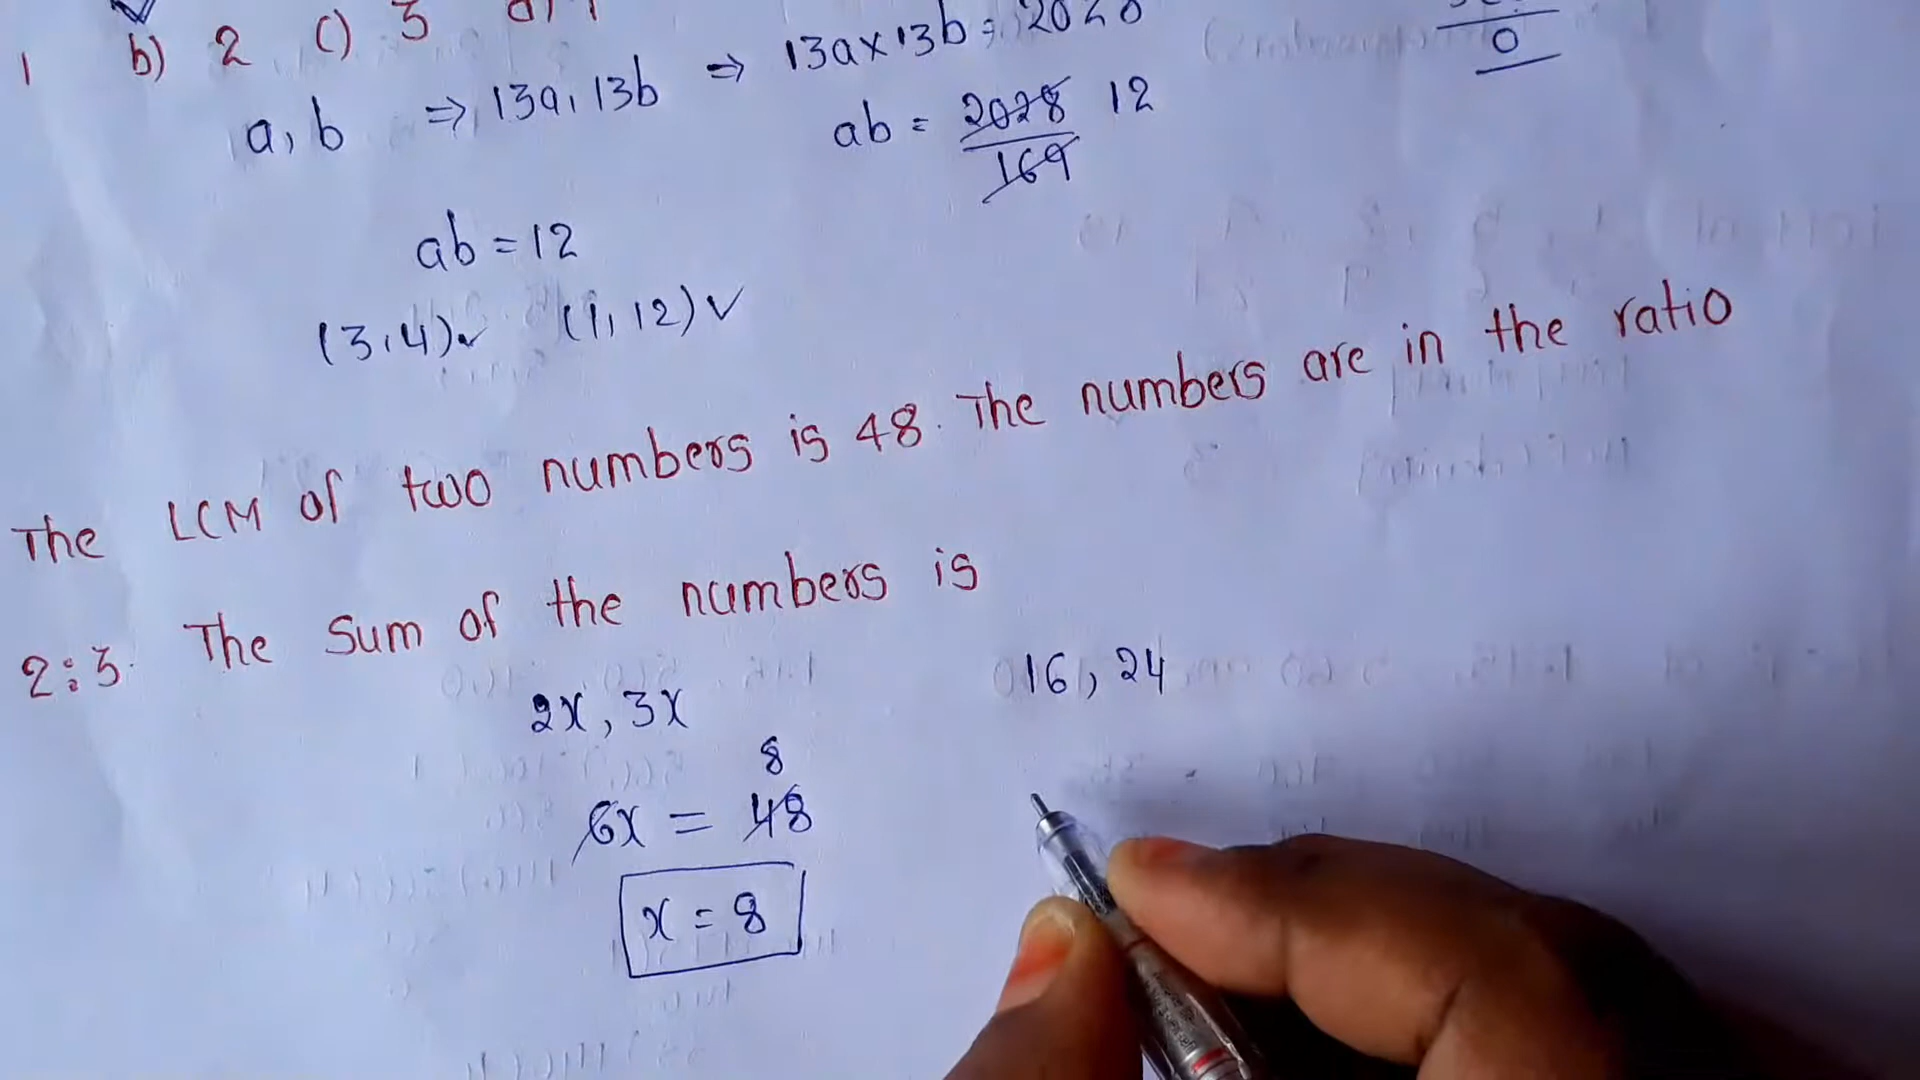 1 b) 2 c) 3 d) 1
a, b ⇒ 13a, 13b ⇒ 13a×13b = 2028
ab = 2028/169 12
0
ab = 12
(3,4)✓ (1,12)✓
The LCM of two numbers is 48. The numbers are in the ratio
2:3. The Sum of the numbers is
2x, 3x
16, 24
8
6x = 48
x = 8